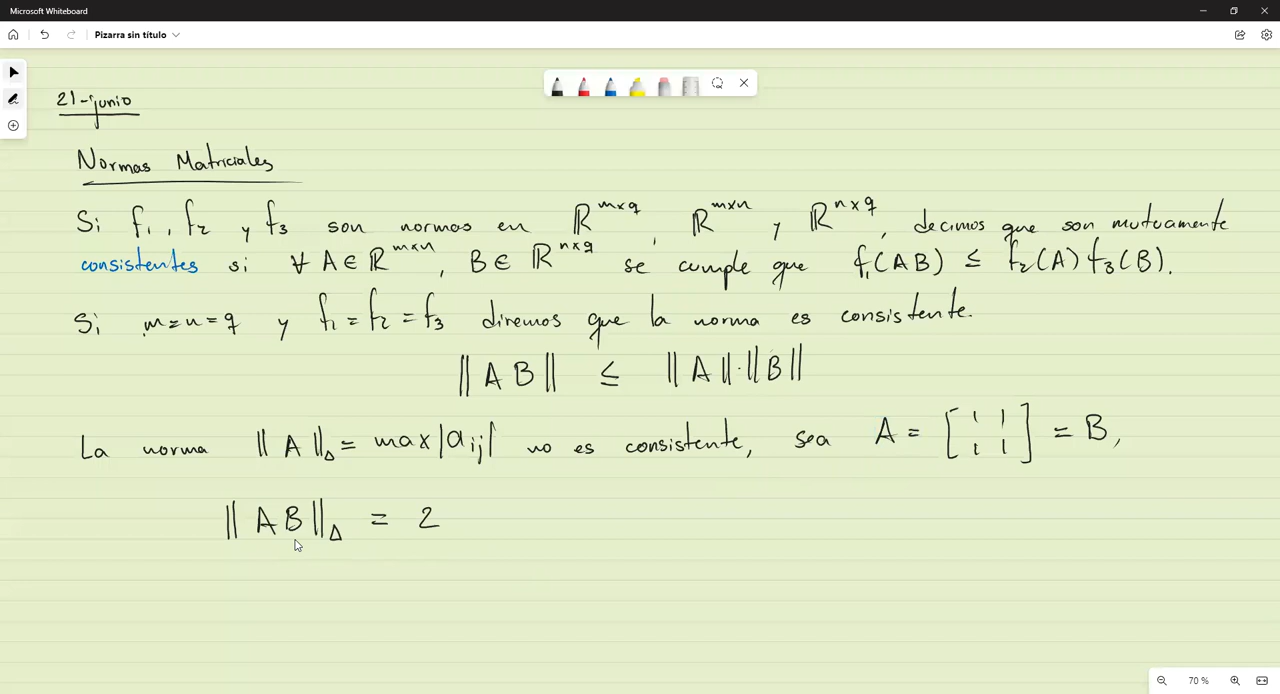 Microsoft Whiteboard
Pizarra sin título
21-junio
Normas Matriciales
Si f₁, f₂ y f₃ son normas en ℝ^{m×q}, ℝ^{m×n} y ℝ^{n×q}, decimos que son mutuamente
consistentes si ∀ A ∈ ℝ^{m×n}, B ∈ ℝ^{n×q} se cumple que f₁(AB) ≤ f₂(A) f₃(B).
Si m=n=q y f₁ = f₂ = f₃ diremos que la norma es consistente.
‖AB‖ ≤ ‖A‖·‖B‖
La norma ‖A‖_Δ = max|a_{ij}| no es consistente, sea A = [1 1; 1 1] = B,
‖AB‖_Δ = 2
70 %